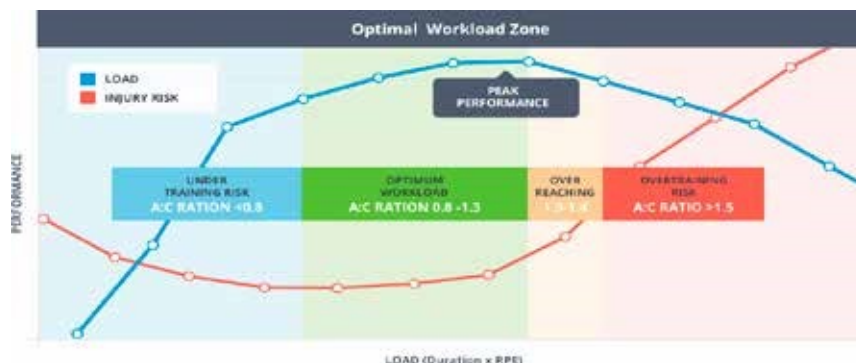 Optimal Workload Zone
LOAD
INJURY RISK
PEAK
PERFORMANCE
PERFORMANCE
UNDER
TRAINING RISK
A:C RATION <0.8
OPTIMUM
WORKLOAD
A:C RATION 0.8 -1.3
OVER
REACHING
OVERTRAINING
RISK
A:C RATIO >1.5
LOAD (Duration x RPE)